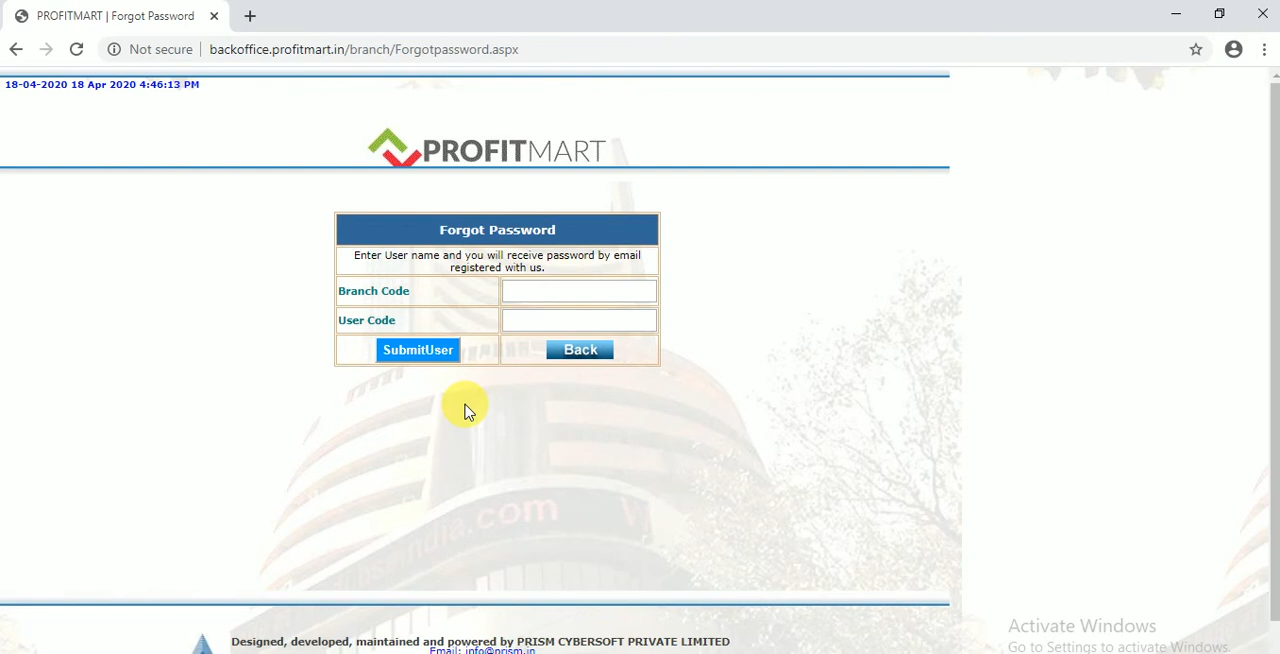 PROFITMART | Forgot Password
Not secure backoffice.profitmart.in/branch/Forgotpassword.aspx
18-04-2020 18 Apr 2020 4:46:13 PM
PROFITMART
Forgot Password
Enter User name and you will receive password by email
registered with us.
Branch Code
User Code
SubmitUser Back
Designed, developed, maintained and powered by PRISM CYBERSOFT PRIVATE LIMITED
Email: info@prism.in
Activate Windows
Go to Settings to activate Windows.